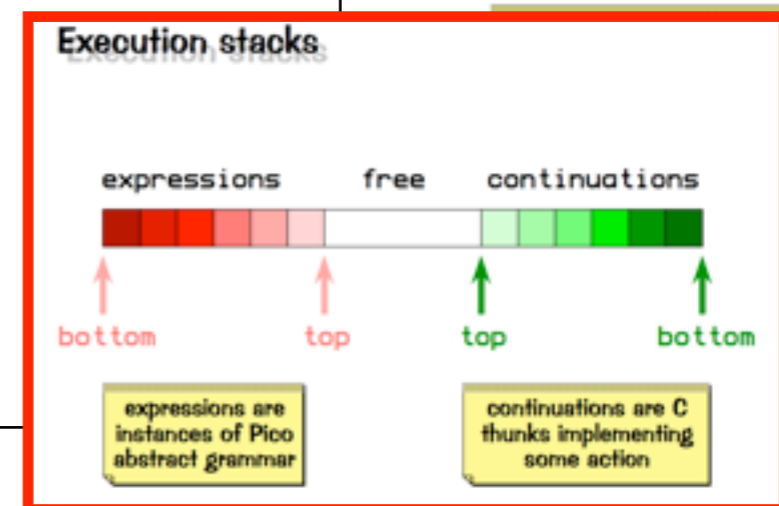 Execution stacks
expressions free continuations
bottom top top bottom
expressions are
instances of Pico
abstract grammar
continuations are C
thunks implementing
some action